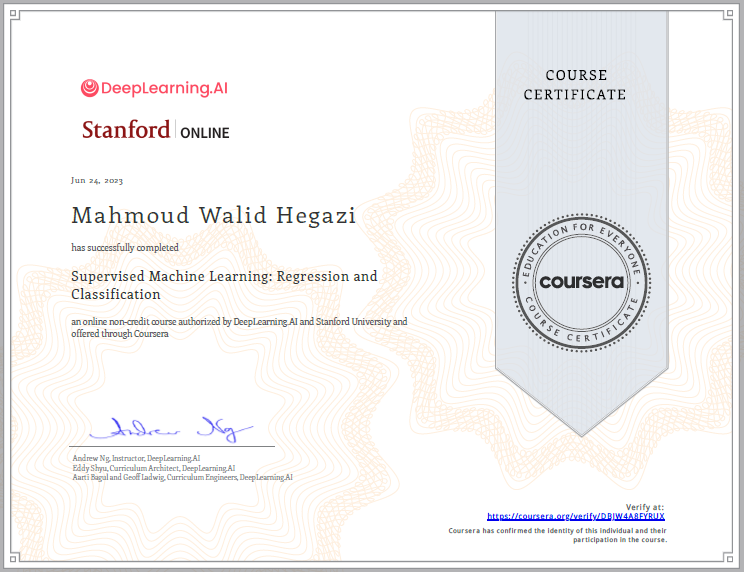 DeepLearning.AI
Stanford ONLINE
COURSE
CERTIFICATE
Jun 24, 2023
Mahmoud Walid Hegazi
has successfully completed
Supervised Machine Learning: Regression and
Classification
an online non-credit course authorized by DeepLearning.AI and Stanford University and
offered through Coursera
EDUCATION FOR EVERYONE
coursera
COURSE CERTIFICATE
Andrew Ng
Andrew Ng, Instructor, DeepLearning.AI
Eddy Shyu, Curriculum Architect, DeepLearning.AI
Aarti Bagul and Geoff Ladwig, Curriculum Engineers, DeepLearning.AI
Verify at:
https://coursera.org/verify/DBJW4A8FYRUX
Coursera has confirmed the identity of this individual and their
participation in the course.